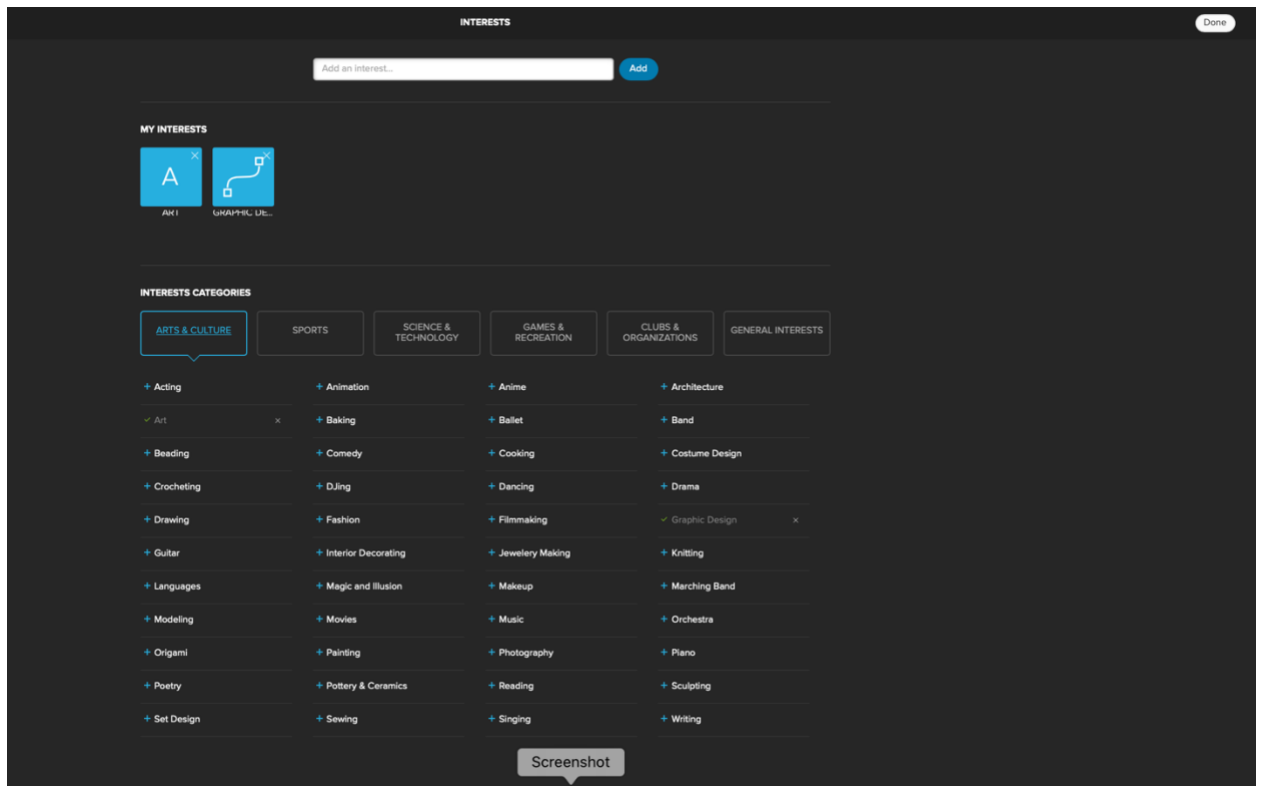 INTERESTS
Done
Add an interest...
Add
MY INTERESTS
A
ART
GRAPHIC DE...
INTERESTS CATEGORIES
ARTS & CULTURE
SPORTS
SCIENCE &
TECHNOLOGY
GAMES &
RECREATION
CLUBS &
ORGANIZATIONS
GENERAL INTERESTS
+ Acting
+ Animation
+ Anime
+ Architecture
✓ Art ×
+ Baking
+ Ballet
+ Band
+ Beading
+ Comedy
+ Cooking
+ Costume Design
+ Crocheting
+ DJing
+ Dancing
+ Drama
+ Drawing
+ Fashion
+ Filmmaking
✓ Graphic Design ×
+ Guitar
+ Interior Decorating
+ Jewelery Making
+ Knitting
+ Languages
+ Magic and Illusion
+ Makeup
+ Marching Band
+ Modeling
+ Movies
+ Music
+ Orchestra
+ Origami
+ Painting
+ Photography
+ Piano
+ Poetry
+ Pottery & Ceramics
+ Reading
+ Sculpting
+ Set Design
+ Sewing
+ Singing
+ Writing
Screenshot